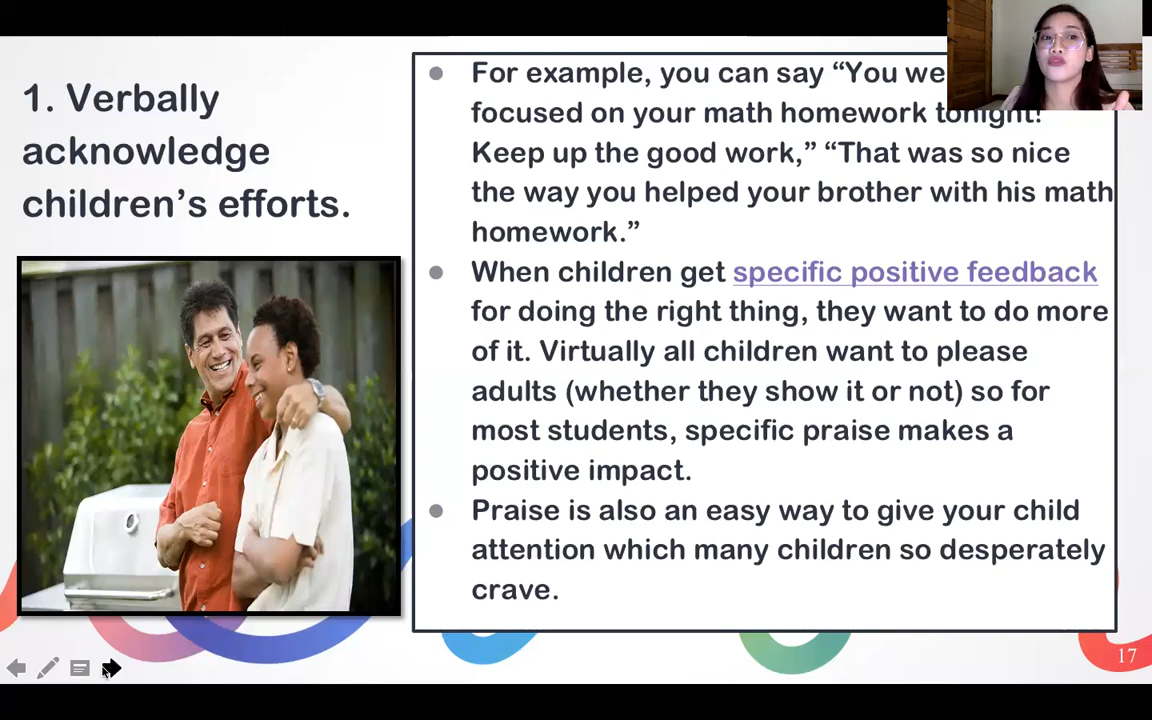 1. Verbally
acknowledge
children’s efforts.
For example, you can say “You we
focused on your math homework tonight!
Keep up the good work,” “That was so nice
the way you helped your brother with his math
homework.”
When children get specific positive feedback
for doing the right thing, they want to do more
of it. Virtually all children want to please
adults (whether they show it or not) so for
most students, specific praise makes a
positive impact.
Praise is also an easy way to give your child
attention which many children so desperately
crave.
17